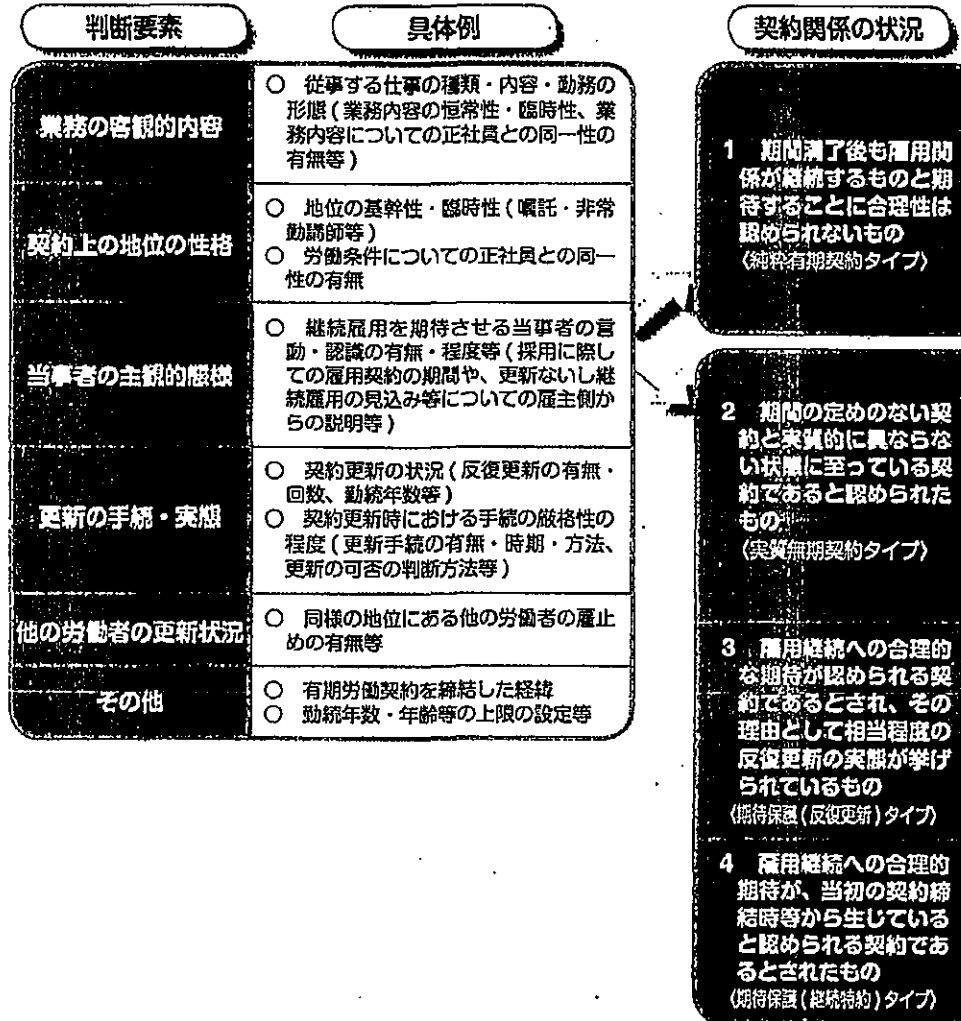 判断要素
具体例
業務の客観的内容
○ 従事する仕事の種類・内容・勤務の
形態(業務内容の恒常性・臨時性、業
務内容についての正社員との同一性の
有無等)
契約上の地位の性格
○ 地位の基幹性・臨時性(嘱託・非常
勤講師等)
○ 労働条件についての正社員との同一
性の有無
当事者の主観的態様
○ 継続雇用を期待させる当事者の言
動・認識の有無・程度等(採用に際し
ての雇用契約の期間や、更新ないし継
続雇用の見込み等についての雇主側か
らの説明等)
更新の手続・実態
○ 契約更新の状況(反復更新の有無・
回数、勤続年数等)
○ 契約更新時における手続の厳格性の
程度(更新手続の有無・時期・方法、
更新の可否の判断方法等)
他の労働者の更新状況
○ 同様の地位にある他の労働者の雇止
めの有無等
その他
○ 有期労働契約を締結した経緯
○ 勤続年数・年齢等の上限の設定等
契約関係の状況
1 期間満了後も雇用関
係が継続するものと期
待することに合理性は
認められないもの
〈純粋有期契約タイプ〉
2 期間の定めのない契
約と実質的に異ならな
い状態に至っている契
約であると認められた
もの
〈実質無期契約タイプ〉
3 雇用継続への合理的
な期待が認められる契
約であるとされ、その
理由として相当程度の
反復更新の実態が挙げ
られているもの
〈期待保護(反復更新)タイプ〉
4 雇用継続への合理的
期待が、当初の契約締
結時等から生じている
と認められる契約であ
るとされたもの
〈期待保護(継続特約)タイプ〉